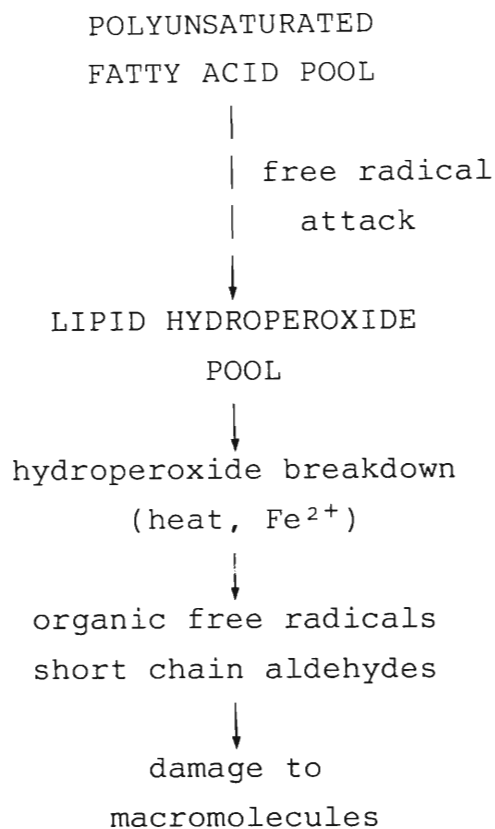 POLYUNSATURATED
FATTY ACID POOL
free radical
attack
LIPID HYDROPEROXIDE
POOL
hydroperoxide breakdown
(heat, Fe²⁺)
organic free radicals
short chain aldehydes
damage to
macromolecules